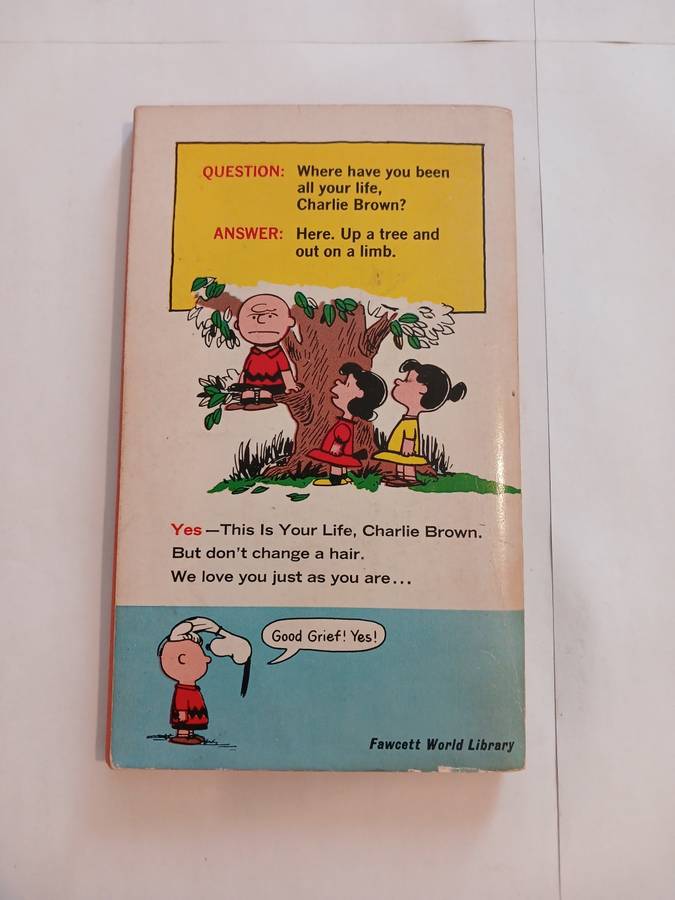 QUESTION: Where have you been
all your life,
Charlie Brown?
ANSWER: Here. Up a tree and
out on a limb.
Yes — This Is Your Life, Charlie Brown.
But don't change a hair.
We love you just as you are...
Good Grief! Yes!
Fawcett World Library